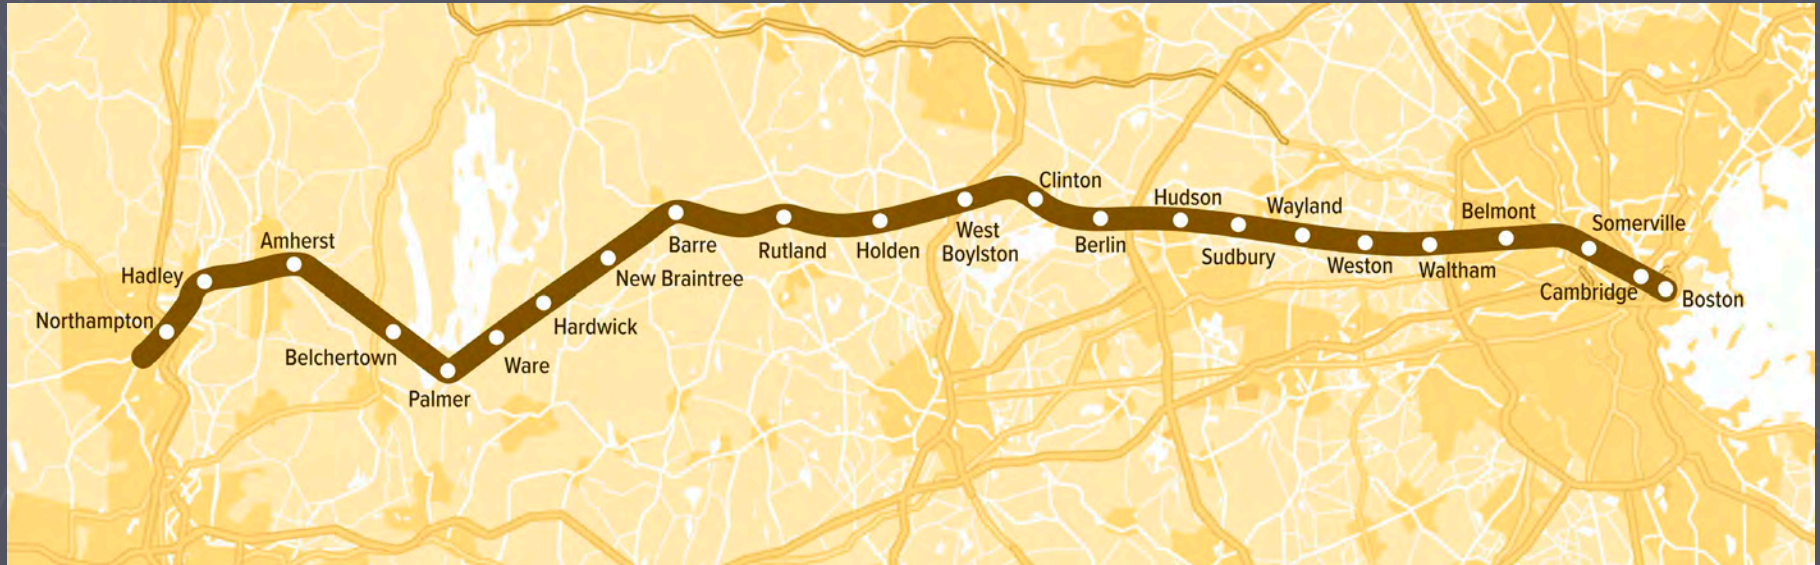 Northampton
Hadley
Amherst
Belchertown
Palmer
Ware
Hardwick
New Braintree
Barre
Rutland
Holden
West
Boylston
Clinton
Berlin
Hudson
Sudbury
Wayland
Weston
Waltham
Belmont
Somerville
Cambridge
Boston